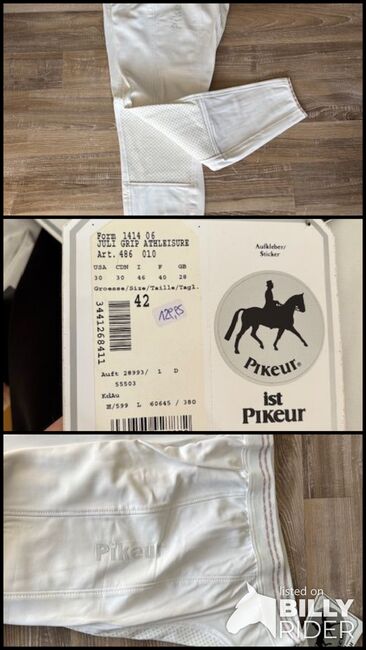 Form 1414 06
JULI GRIP ATHLEISURE
Art. 486 010
USA CDN I F GB
30 30 46 40 28
Groesse/Size/Taille/Tagl.
42
129,95
3441268411
Auft 28993/ 1 D
55503
KdAu
H/599 L 60645 / 380
Aufkleber/
Sticker
PIKEUR®
ist
PIKEUR
Pikeur
listed on
BILLY
RIDER